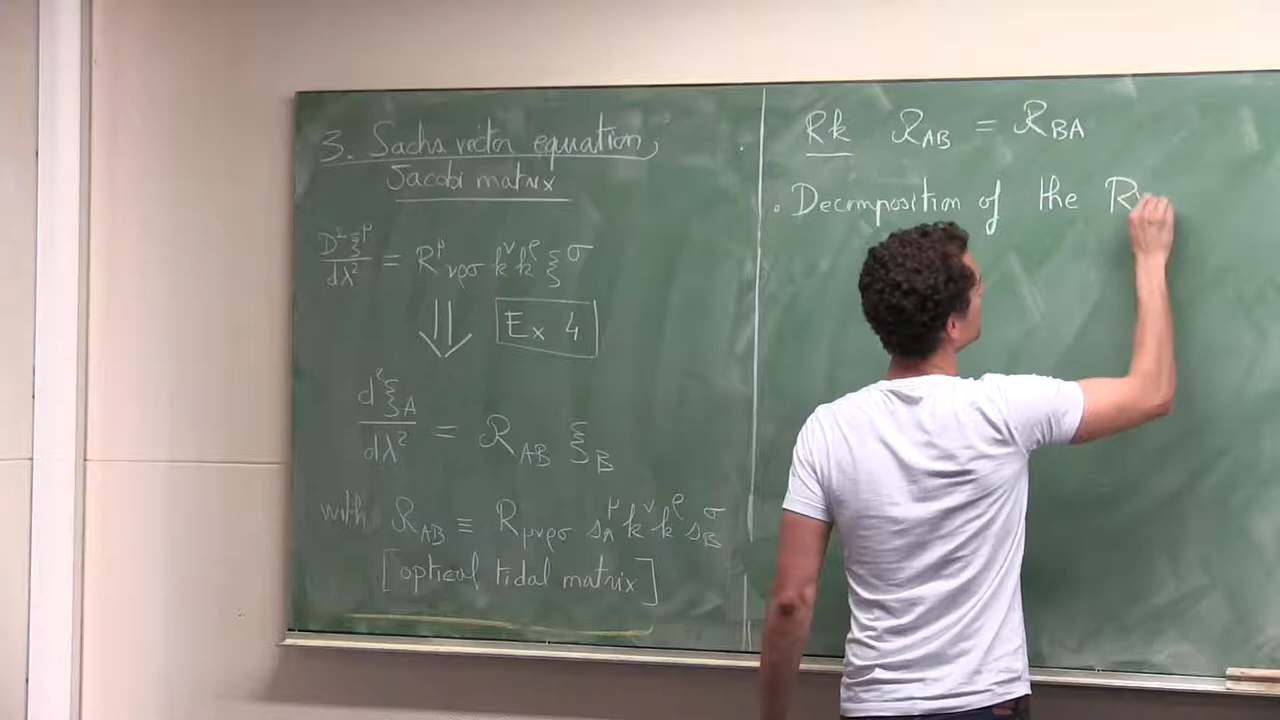 3. Sachs vector equation,
Jacobi matrix
D²ξ^μ/dλ² = R^μ_νρσ k^ν k^ρ ξ^σ
⇓ Ex 4
d²ξ_A/dλ² = ℛ_AB ξ_B
with ℛ_AB ≡ R_μνρσ s_A^μ k^ν k^ρ s_B^σ
[optical tidal matrix]
Rk ℛ_AB = ℛ_BA
. Decomposition of the R